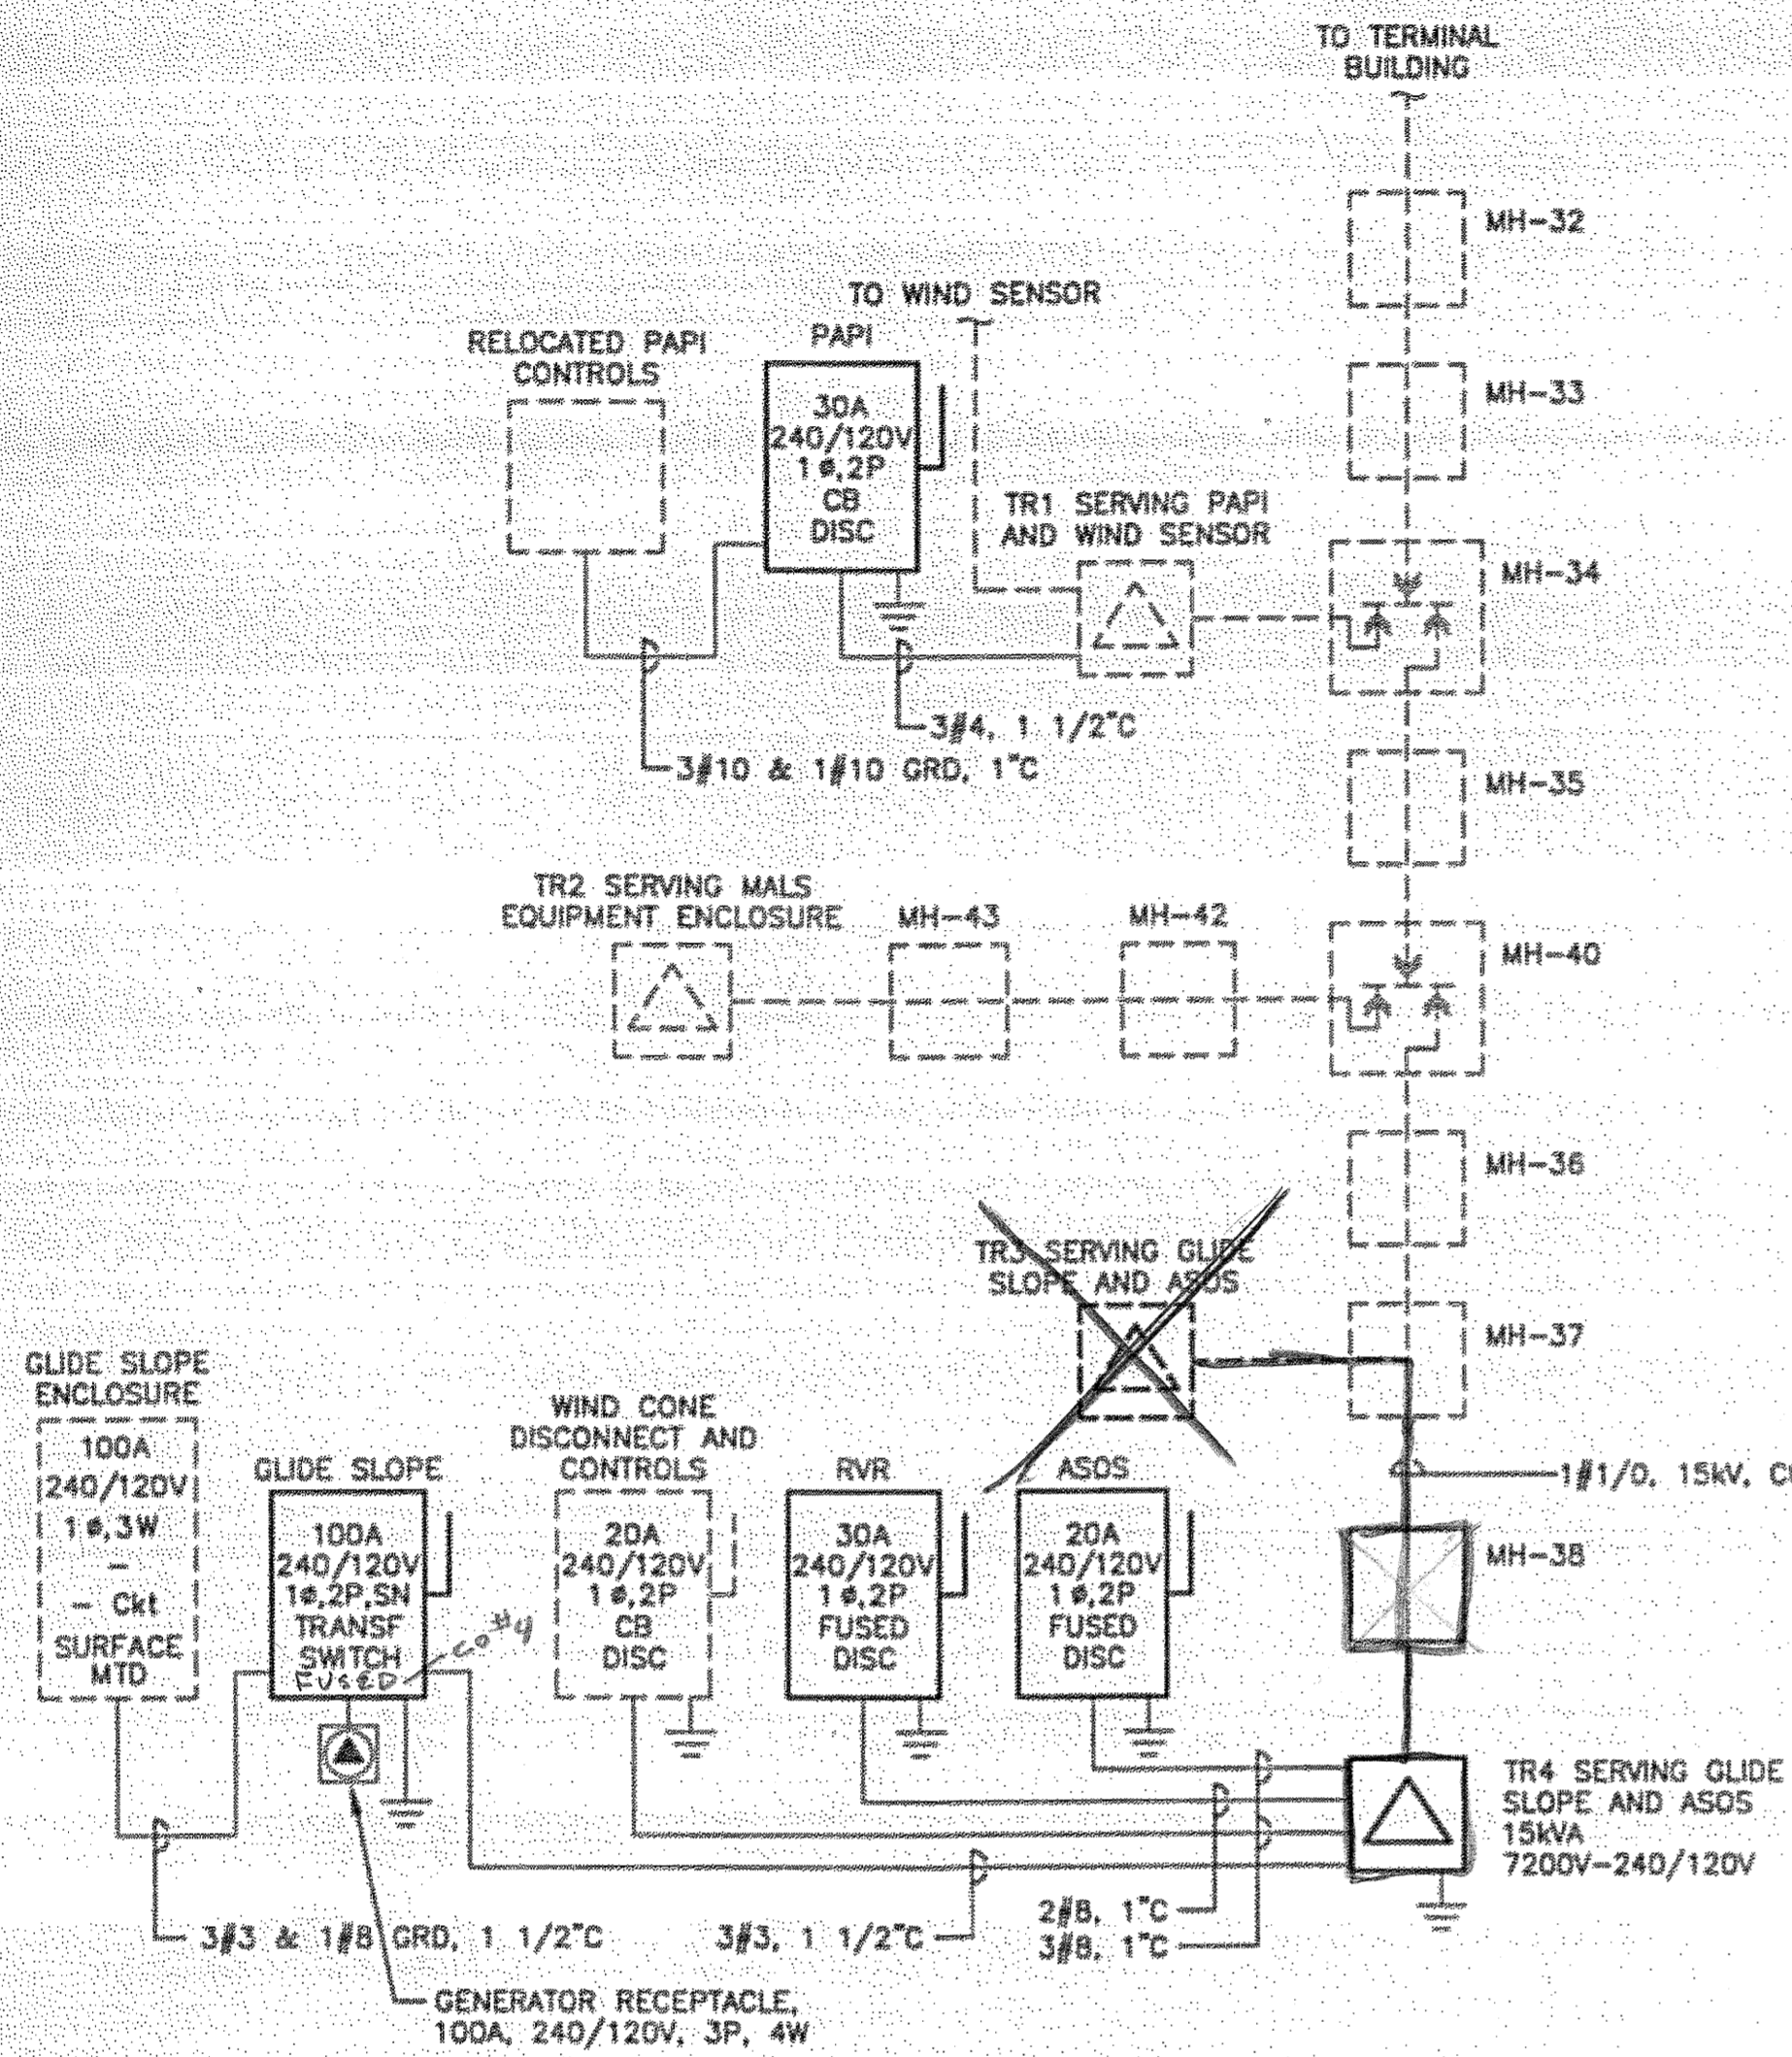 TO TERMINAL
BUILDING
MH-32
MH-33
TO WIND SENSOR
RELOCATED PAPI
CONTROLS
PAPI
30A
240/120V
1ø,2P
CB
DISC
TR1 SERVING PAPI
AND WIND SENSOR
MH-34
3#4, 1 1/2"C
3#10 & 1#10 GRD, 1"C
MH-35
TR2 SERVING MALS
EQUIPMENT ENCLOSURE
MH-43
MH-42
MH-40
MH-36
TR3 SERVING GLIDE
SLOPE AND ASOS
MH-37
GLIDE SLOPE
ENCLOSURE
100A
240/120V
1ø,3W
-
- Ckt
SURFACE
MTD
GLIDE SLOPE
100A
240/120V
1ø,2P,SN
TRANSF
SWITCH
FUSED
CO#4
WIND CONE
DISCONNECT AND
CONTROLS
20A
240/120V
1ø,2P
CB
DISC
RVR
30A
240/120V
1ø,2P
FUSED
DISC
ASOS
20A
240/120V
1ø,2P
FUSED
DISC
1#1/0, 15kV,
MH-38
TR4 SERVING GLIDE
SLOPE AND ASOS
15kVA
7200V-240/120V
3#3 & 1#8 GRD, 1 1/2"C
3#3, 1 1/2"C
2#8, 1"C
3#8, 1"C
GENERATOR RECEPTACLE,
100A, 240/120V, 3P, 4W